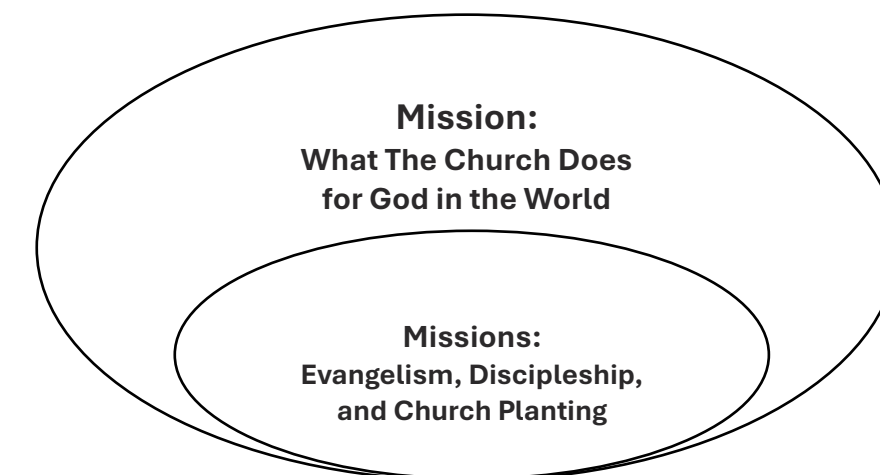 Mission:
What The Church Does
for God in the World
Missions:
Evangelism, Discipleship,
and Church Planting